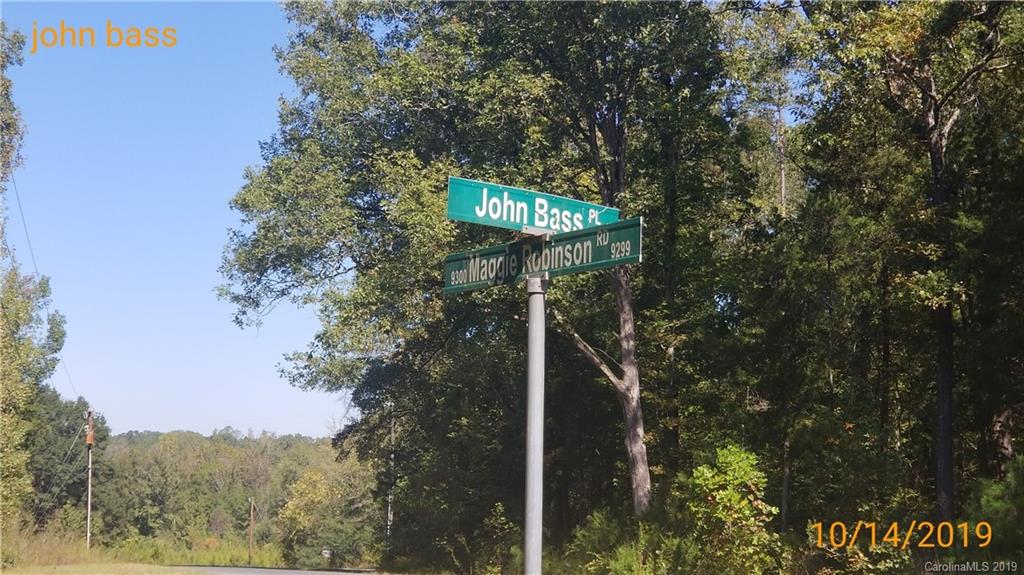 john bass
John Bass PL
9300 Maggie Robinson RD 9299
10/14/2019
CarolinaMLS © 2019